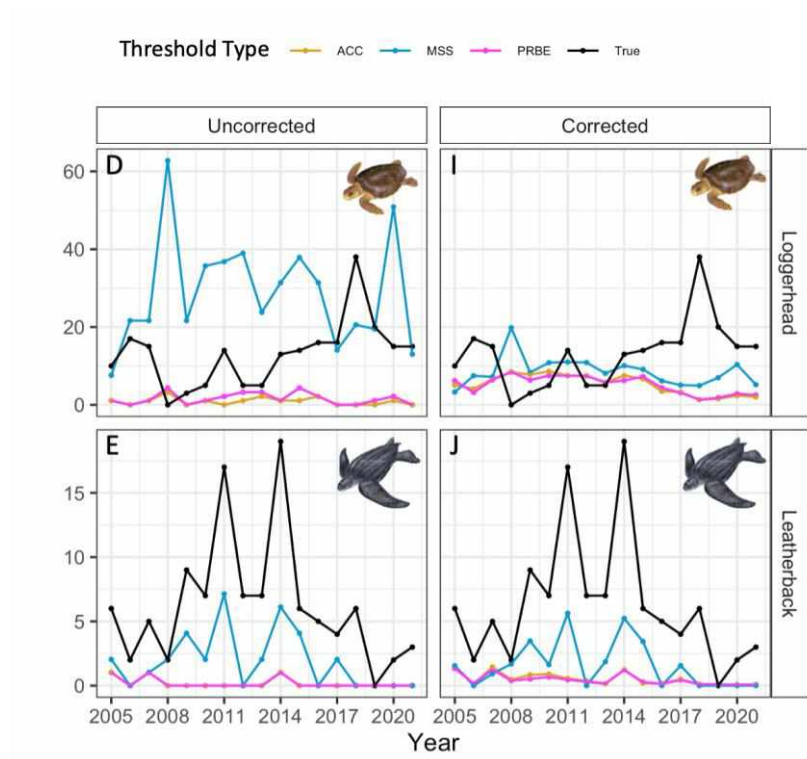 Threshold Type ACC MSS PRBE True
Uncorrected Corrected
D I
60
40
20
0
Loggerhead
E J
15
10
5
0
Leatherback
2005 2008 2011 2014 2017 2020 2005 2008 2011 2014 2017 2020
Year